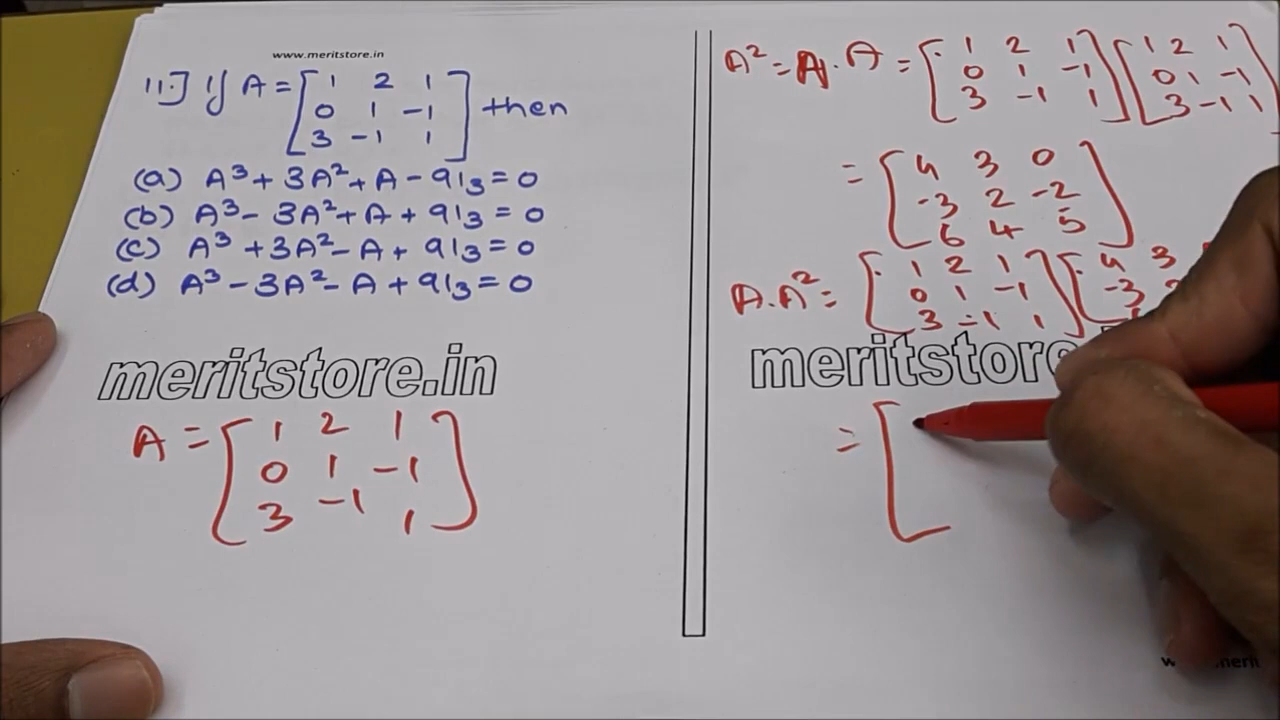 www.meritstore.in
11.] If A = [ 1 2 1
0 1 -1
3 -1 1 ] then
(a) A³ + 3A² + A - 9I₃ = 0
(b) A³ - 3A² + A + 9I₃ = 0
(c) A³ + 3A² - A + 9I₃ = 0
(d) A³ - 3A² - A + 9I₃ = 0
meritstore.in
A = [ 1 2 1
0 1 -1
3 -1 1 ]
A² = A . A = [ 1 2 1 ] [ 1 2 1
0 1 -1 0 1 -1
3 -1 1 3 -1 1
= [ 4 3 0
-3 2 -2
6 4 5 ]
A . A² = [ 1 2 1 ] [ 4 3
0 1 -1 -3
3 -1 1
meritstore
= [